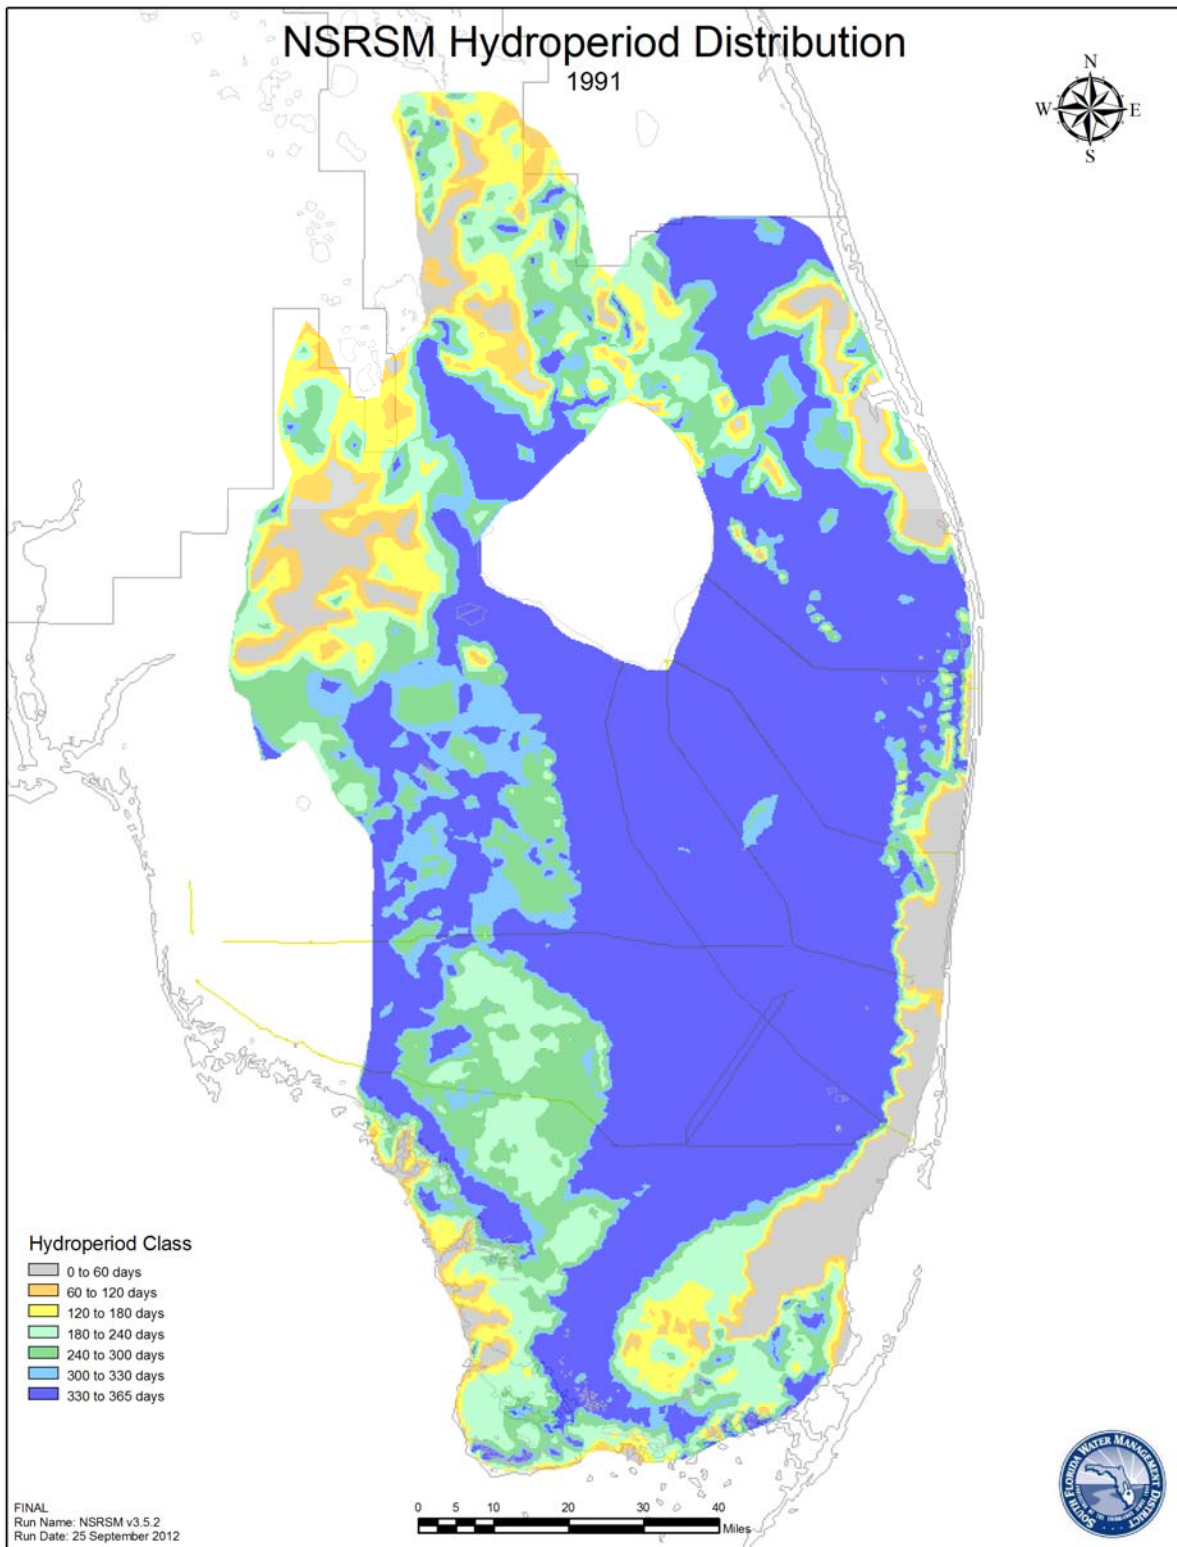 NSRSM Hydroperiod Distribution
1991
N
W E
S
Hydroperiod Class
0 to 60 days
60 to 120 days
120 to 180 days
180 to 240 days
240 to 300 days
300 to 330 days
330 to 365 days
FINAL
Run Name: NSRSM v3.5.2
Run Date: 25 September 2012
0 5 10 20 30 40
Miles
SOUTH FLORIDA WATER MANAGEMENT DISTRICT